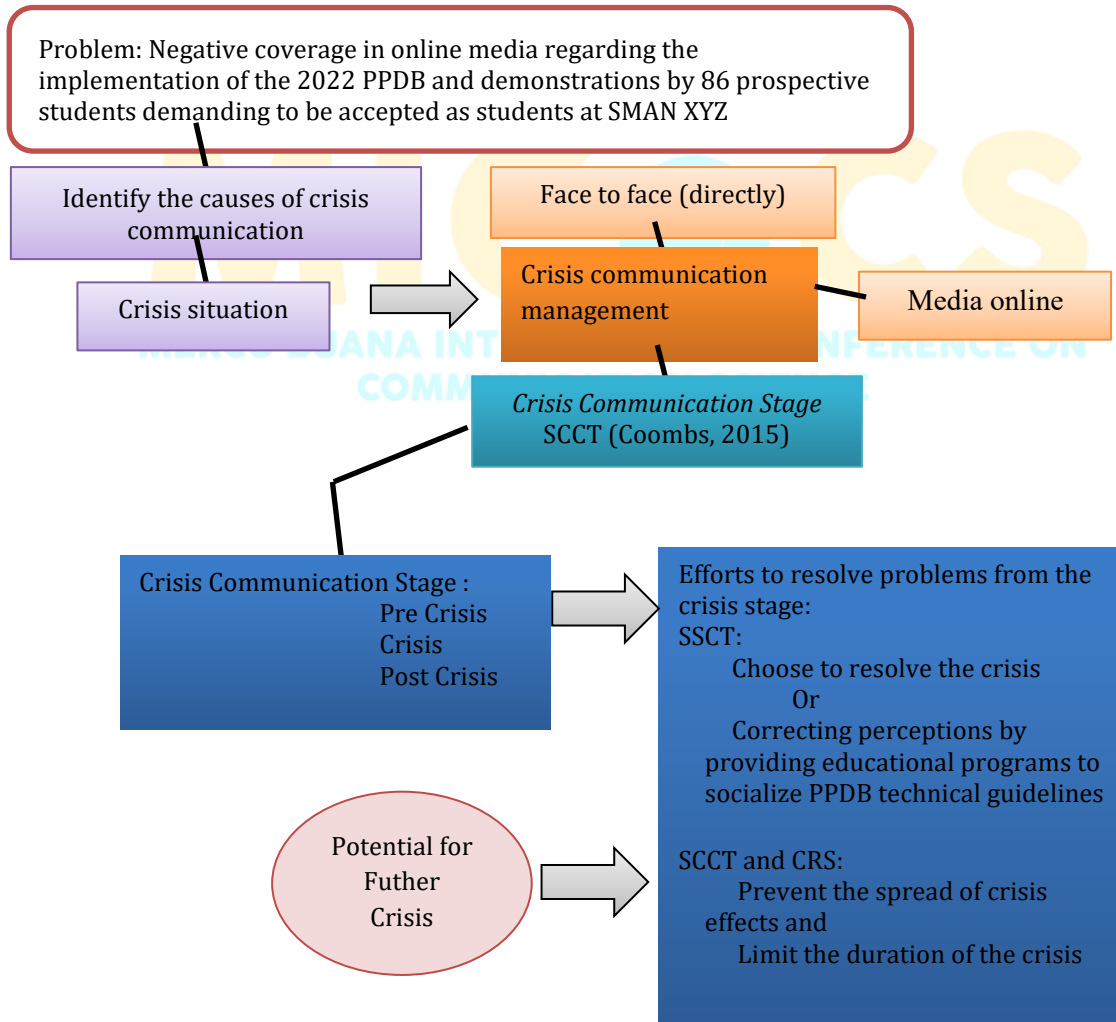 Problem: Negative coverage in online media regarding the
implementation of the 2022 PPDB and demonstrations by 86 prospective
students demanding to be accepted as students at SMAN XYZ
Identify the causes of crisis
communication
Face to face (directly)
Crisis situation
Crisis communication
management
Media online
Crisis Communication Stage
SCCT (Coombs, 2015)
Crisis Communication Stage :
Pre Crisis
Crisis
Post Crisis
Efforts to resolve problems from the
crisis stage:
SSCT:
Choose to resolve the crisis
Or
Correcting perceptions by
providing educational programs to
socialize PPDB technical guidelines
SCCT and CRS:
Prevent the spread of crisis
effects and
Limit the duration of the crisis
Potential for
Futher
Crisis